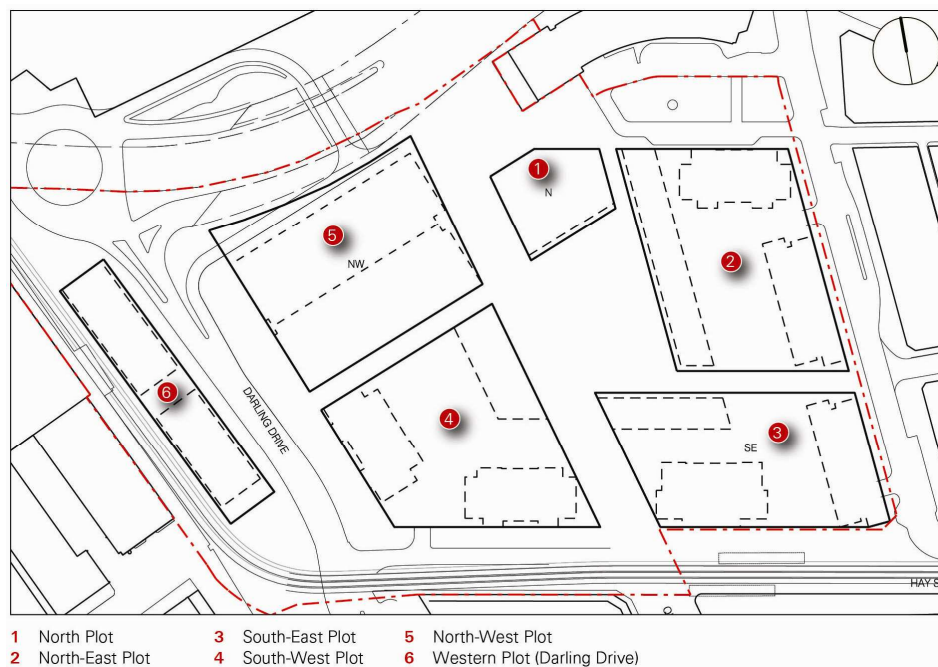 1
N
5
NW
2
6
DARLING DRIVE
4
3
SE
HAY S
1 North Plot 3 South-East Plot 5 North-West Plot
2 North-East Plot 4 South-West Plot 6 Western Plot (Darling Drive)